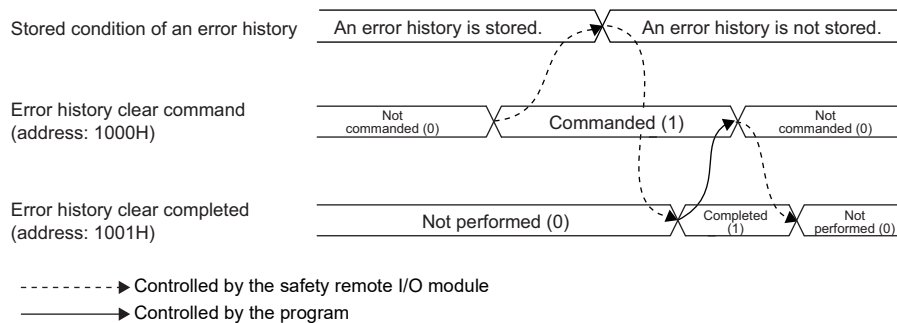 Stored condition of an error history
An error history is stored.
An error history is not stored.
Error history clear command
(address: 1000H)
Not
commanded (0)
Commanded (1)
Not
commanded (0)
Error history clear completed
(address: 1001H)
Not performed (0)
Completed
(1)
Not
performed (0)
Controlled by the safety remote I/O module
Controlled by the program